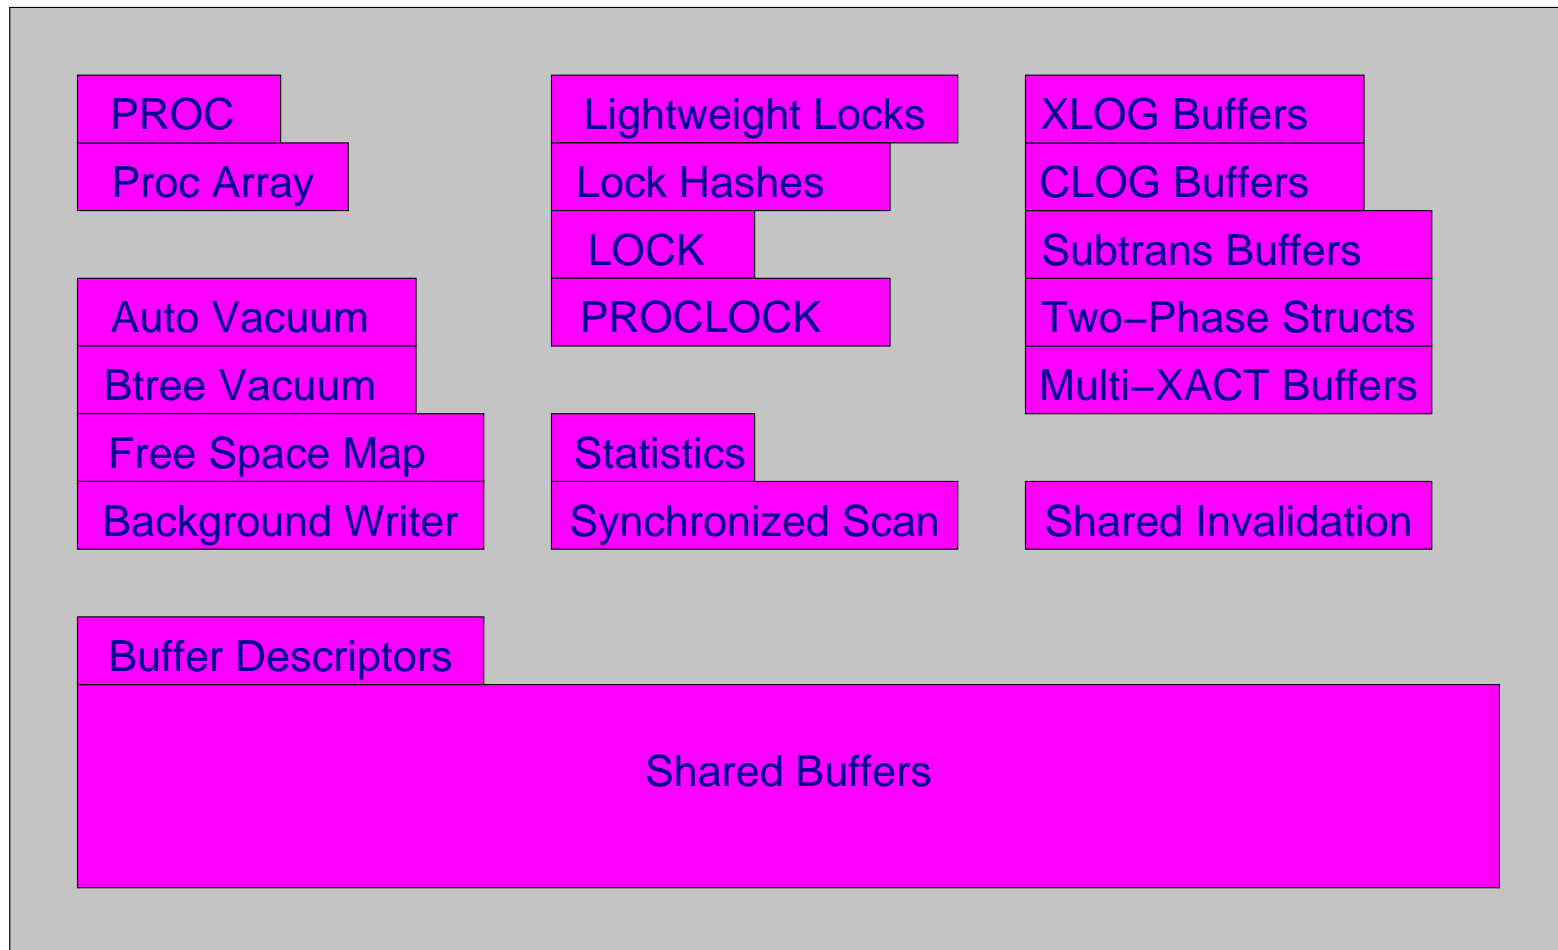 PROC
Proc Array
Auto Vacuum
Btree Vacuum
Free Space Map
Background Writer
Lightweight Locks
Lock Hashes
LOCK
PROCLOCK
Statistics
Synchronized Scan
XLOG Buffers
CLOG Buffers
Subtrans Buffers
Two−Phase Structs
Multi−XACT Buffers
Shared Invalidation
Buffer Descriptors
Shared Buffers